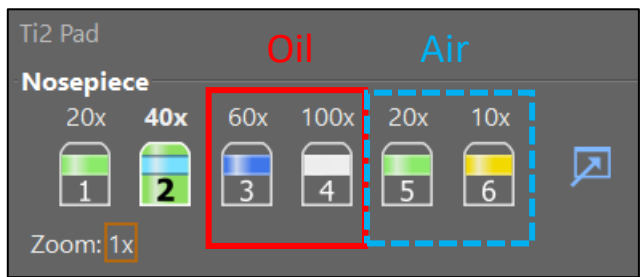 Ti2 Pad
Oil Air
Nosepiece
20x 40x 60x 100x 20x 10x
1 2 3 4 5 6
Zoom: 1x